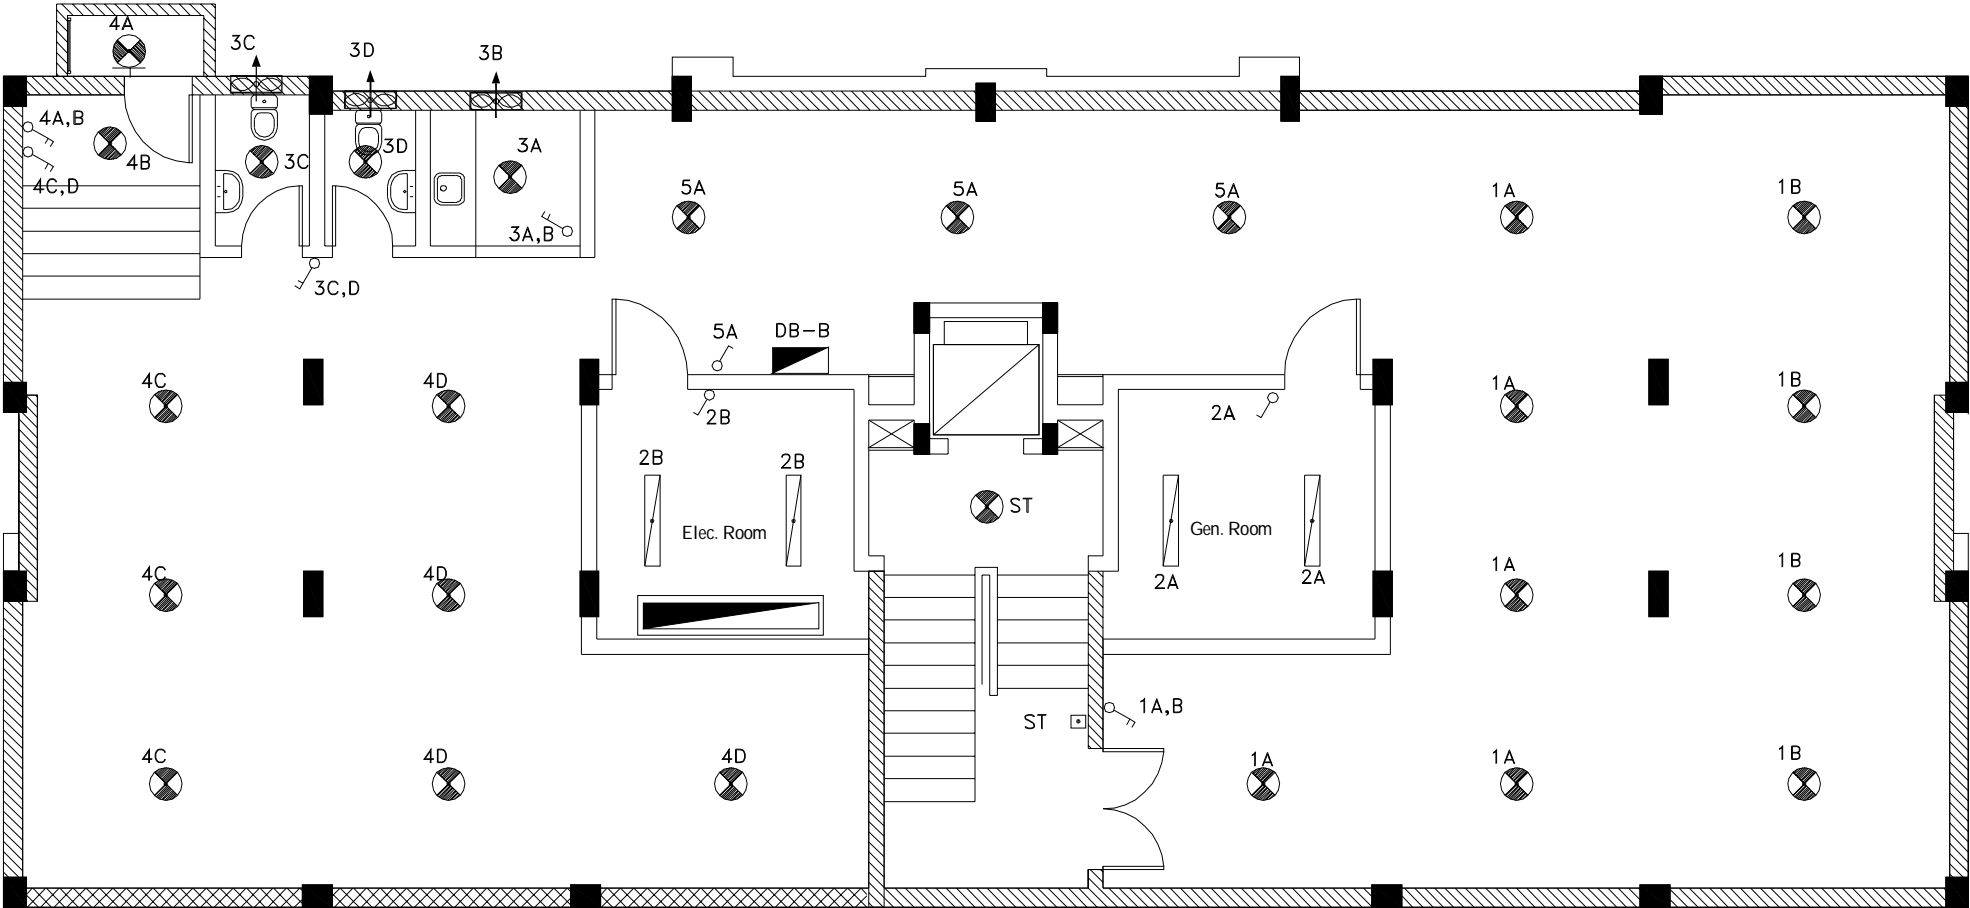 4A
3C
3D
3B
4A,B
4B
4C,D
3C
3D
3A
3A,B
3C,D
5A
5A
5A
1A
1B
5A
DB-B
4C
4D
2B
2A
1A
1B
2B
2B
ST
Elec. Room
Gen. Room
2A
2A
4C
4D
1A
1B
ST
1A,B
4C
4D
4D
1A
1A
1B